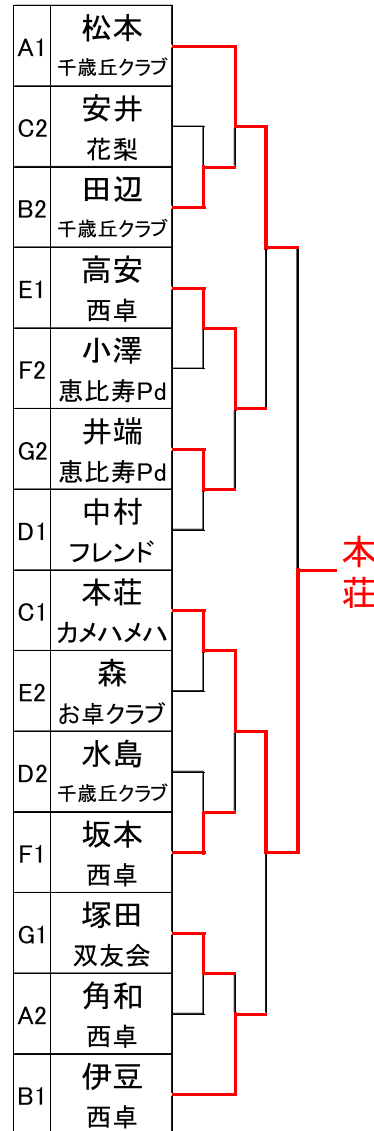 A1
松本
千歳丘クラブ
C2
安井
花梨
B2
田辺
千歳丘クラブ
E1
高安
西卓
F2
小澤
恵比寿Pd
G2
井端
恵比寿Pd
D1
中村
フレンド
C1
本荘
カメハメハ
E2
森
お卓クラブ
D2
水島
千歳丘クラブ
F1
坂本
西卓
G1
塚田
双友会
A2
角和
西卓
B1
伊豆
西卓
本荘